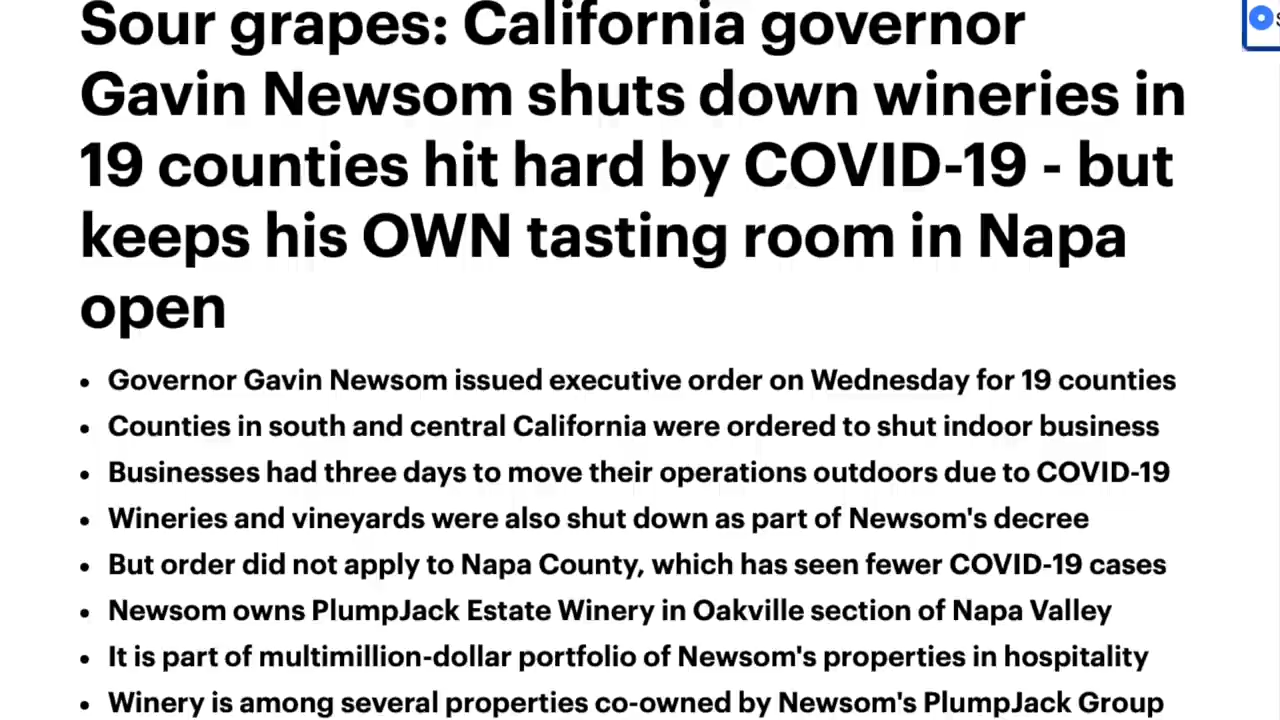 Sour grapes: California governor
Gavin Newsom shuts down wineries in
19 counties hit hard by COVID-19 - but
keeps his OWN tasting room in Napa
open
• Governor Gavin Newsom issued executive order on Wednesday for 19 counties
• Counties in south and central California were ordered to shut indoor business
• Businesses had three days to move their operations outdoors due to COVID-19
• Wineries and vineyards were also shut down as part of Newsom's decree
• But order did not apply to Napa County, which has seen fewer COVID-19 cases
• Newsom owns PlumpJack Estate Winery in Oakville section of Napa Valley
• It is part of multimillion-dollar portfolio of Newsom's properties in hospitality
• Winery is among several properties co-owned by Newsom's PlumpJack Group